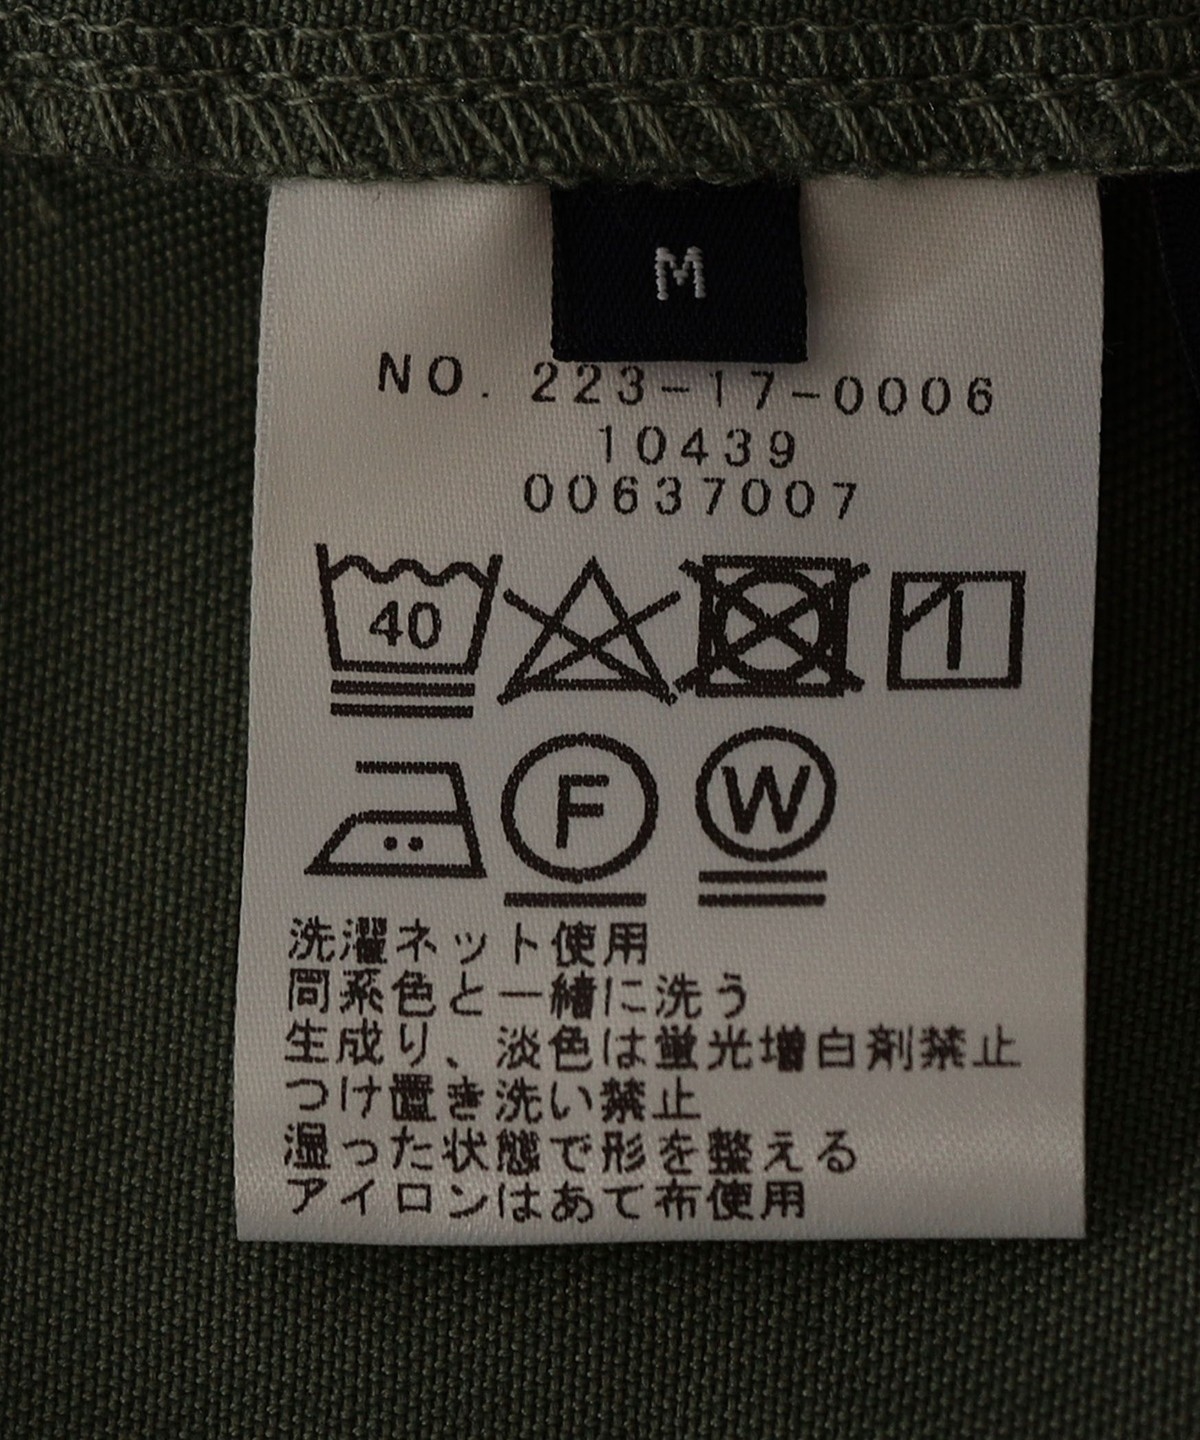 M
NO. 223-17-0006
10439
00637007
40
F W
洗濯ネット使用
同系色と一緒に洗う
生成り、淡色は蛍光増白剤禁止
つけ置き洗い禁止
湿った状態で形を整える
アイロンはあて布使用